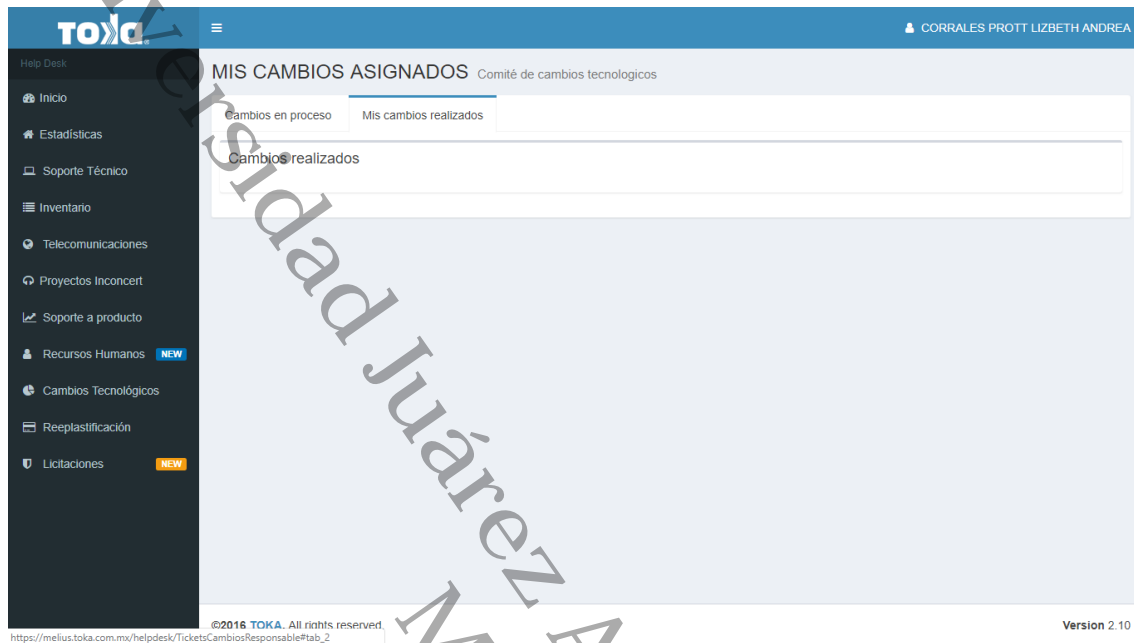 TOKA.
CORRALES PROTT LIZBETH ANDREA
Help Desk
MIS CAMBIOS ASIGNADOS Comité de cambios tecnologicos
Inicio
Cambios en proceso
Mis cambios realizados
Estadísticas
Cambios realizados
Soporte Técnico
Inventario
Telecomunicaciones
Proyectos Inconcert
Soporte a producto
Recursos Humanos NEW
Cambios Tecnológicos
Reeplastificación
Licitaciones NEW
©2016 TOKA. All rights reserved.
Version 2.10
https://melius.toka.com.mx/helpdesk/TicketsCambiosResponsable#tab_2
versidad Juárez A
M